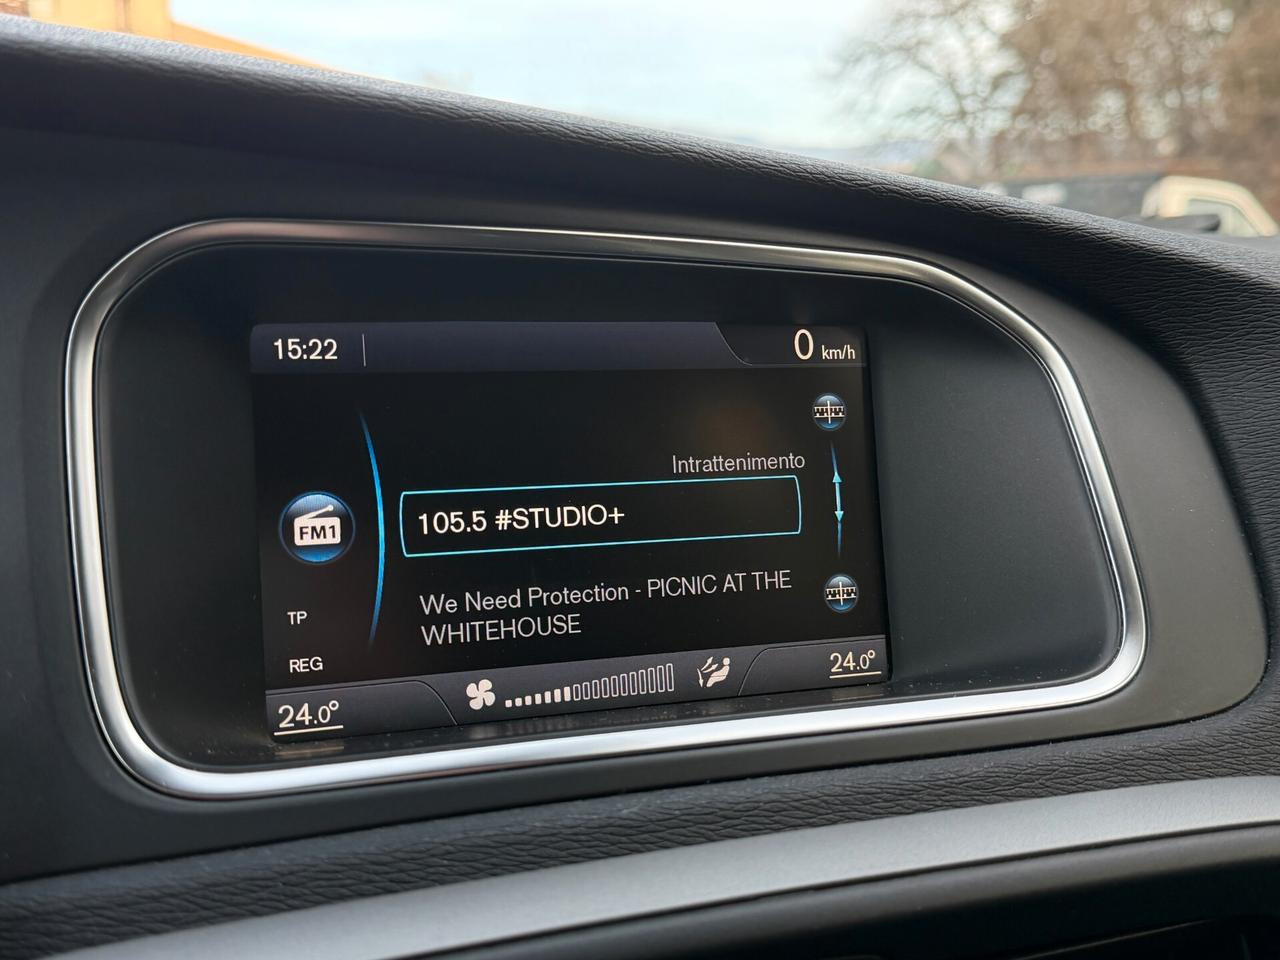 15:22
0 km/h
Intrattenimento
105.5 #STUDIO+
FM1
We Need Protection - PICNIC AT THE
WHITEHOUSE
TP
REG
24.0°
24.0°